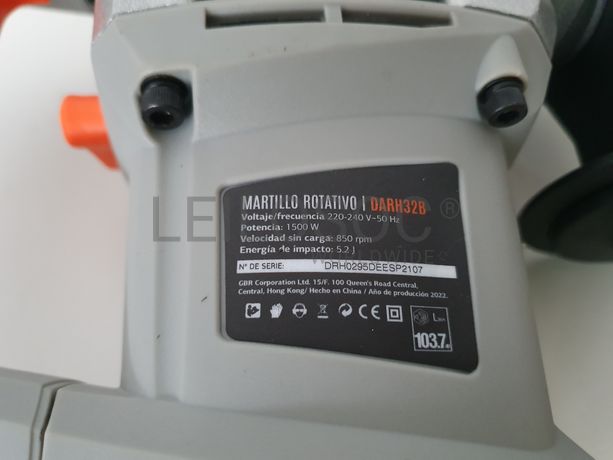 MARTILLO ROTATIVO | DARH32B
Voltaje/frecuencia 220-240 V~50 Hz
Potencia: 1500 W
Velocidad sin carga: 850 rpm
Energía de impacto: 5.2 J
Nº DE SERIE: DRH0295DEESP2107
GBR Corporation Ltd. 15/F. 100 Queen's Road Central,
Central, Hong Kong/ Hecho en China / Año de producción 2022.
103.7